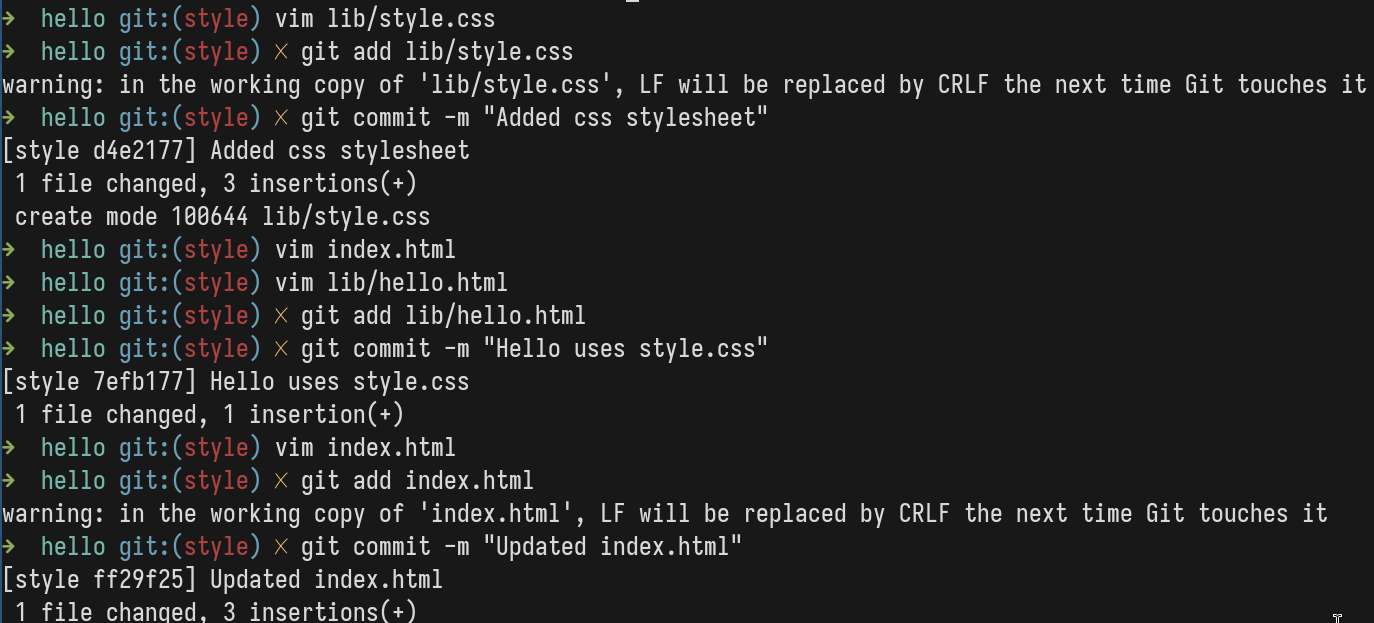 ➜  hello git:(style) vim lib/style.css
➜  hello git:(style) ✗ git add lib/style.css
warning: in the working copy of 'lib/style.css', LF will be replaced by CRLF the next time Git touches it
➜  hello git:(style) ✗ git commit -m "Added css stylesheet"
[style d4e2177] Added css stylesheet
 1 file changed, 3 insertions(+)
 create mode 100644 lib/style.css
➜  hello git:(style) vim index.html
➜  hello git:(style) vim lib/hello.html
➜  hello git:(style) ✗ git add lib/hello.html
➜  hello git:(style) ✗ git commit -m "Hello uses style.css"
[style 7efb177] Hello uses style.css
 1 file changed, 1 insertion(+)
➜  hello git:(style) vim index.html
➜  hello git:(style) ✗ git add index.html
warning: in the working copy of 'index.html', LF will be replaced by CRLF the next time Git touches it
➜  hello git:(style) ✗ git commit -m "Updated index.html"
[style ff29f25] Updated index.html
 1 file changed, 3 insertions(+)